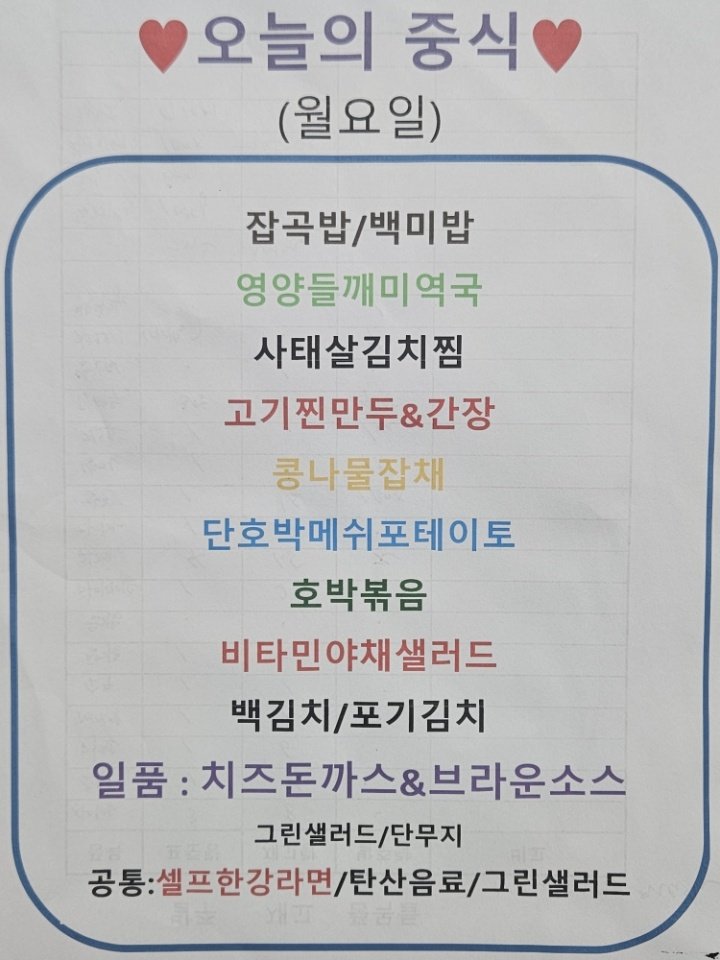 ♥오늘의 중식♥
(월요일)
잡곡밥/백미밥
영양들깨미역국
사태살김치찜
고기찐만두&간장
콩나물잡채
단호박메쉬포테이토
호박볶음
비타민야채샐러드
백김치/포기김치
일품 : 치즈돈까스&브라운소스
그린샐러드/단무지
공통:셀프한강라면/탄산음료/그린샐러드